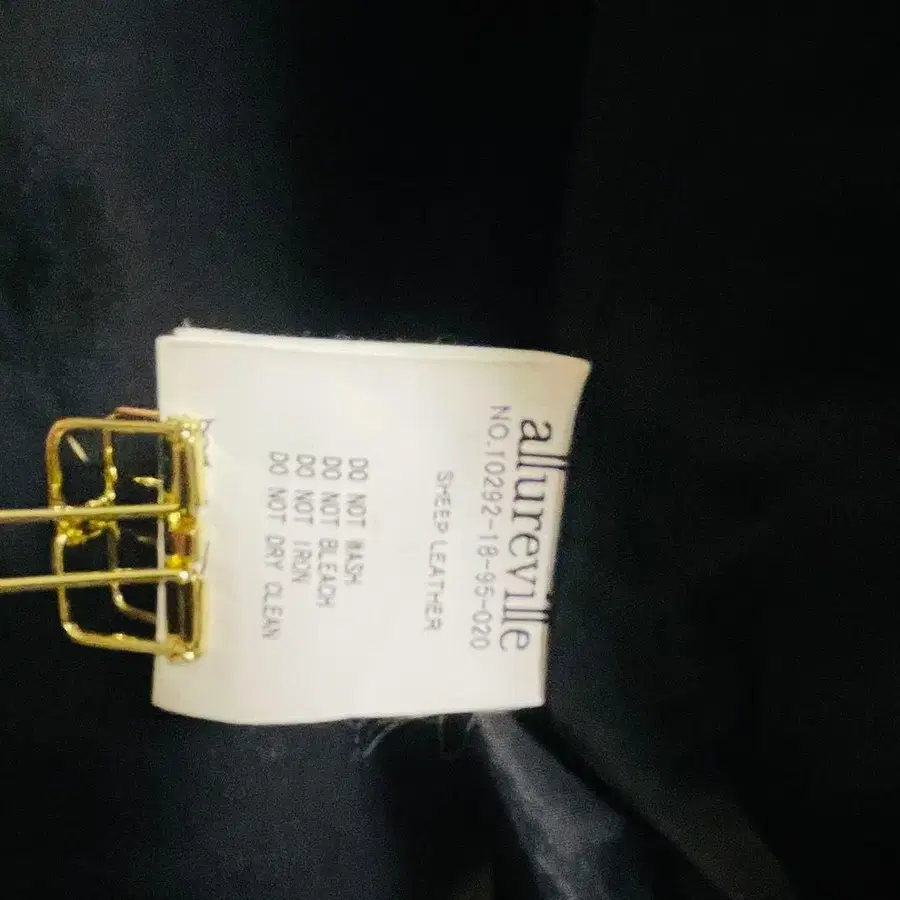 allureville
NO.10292-18-95-020
SHEEP LEATHER
DO NOT WASH
DO NOT BLEACH
DO NOT IRON
DO NOT DRY CLEAN